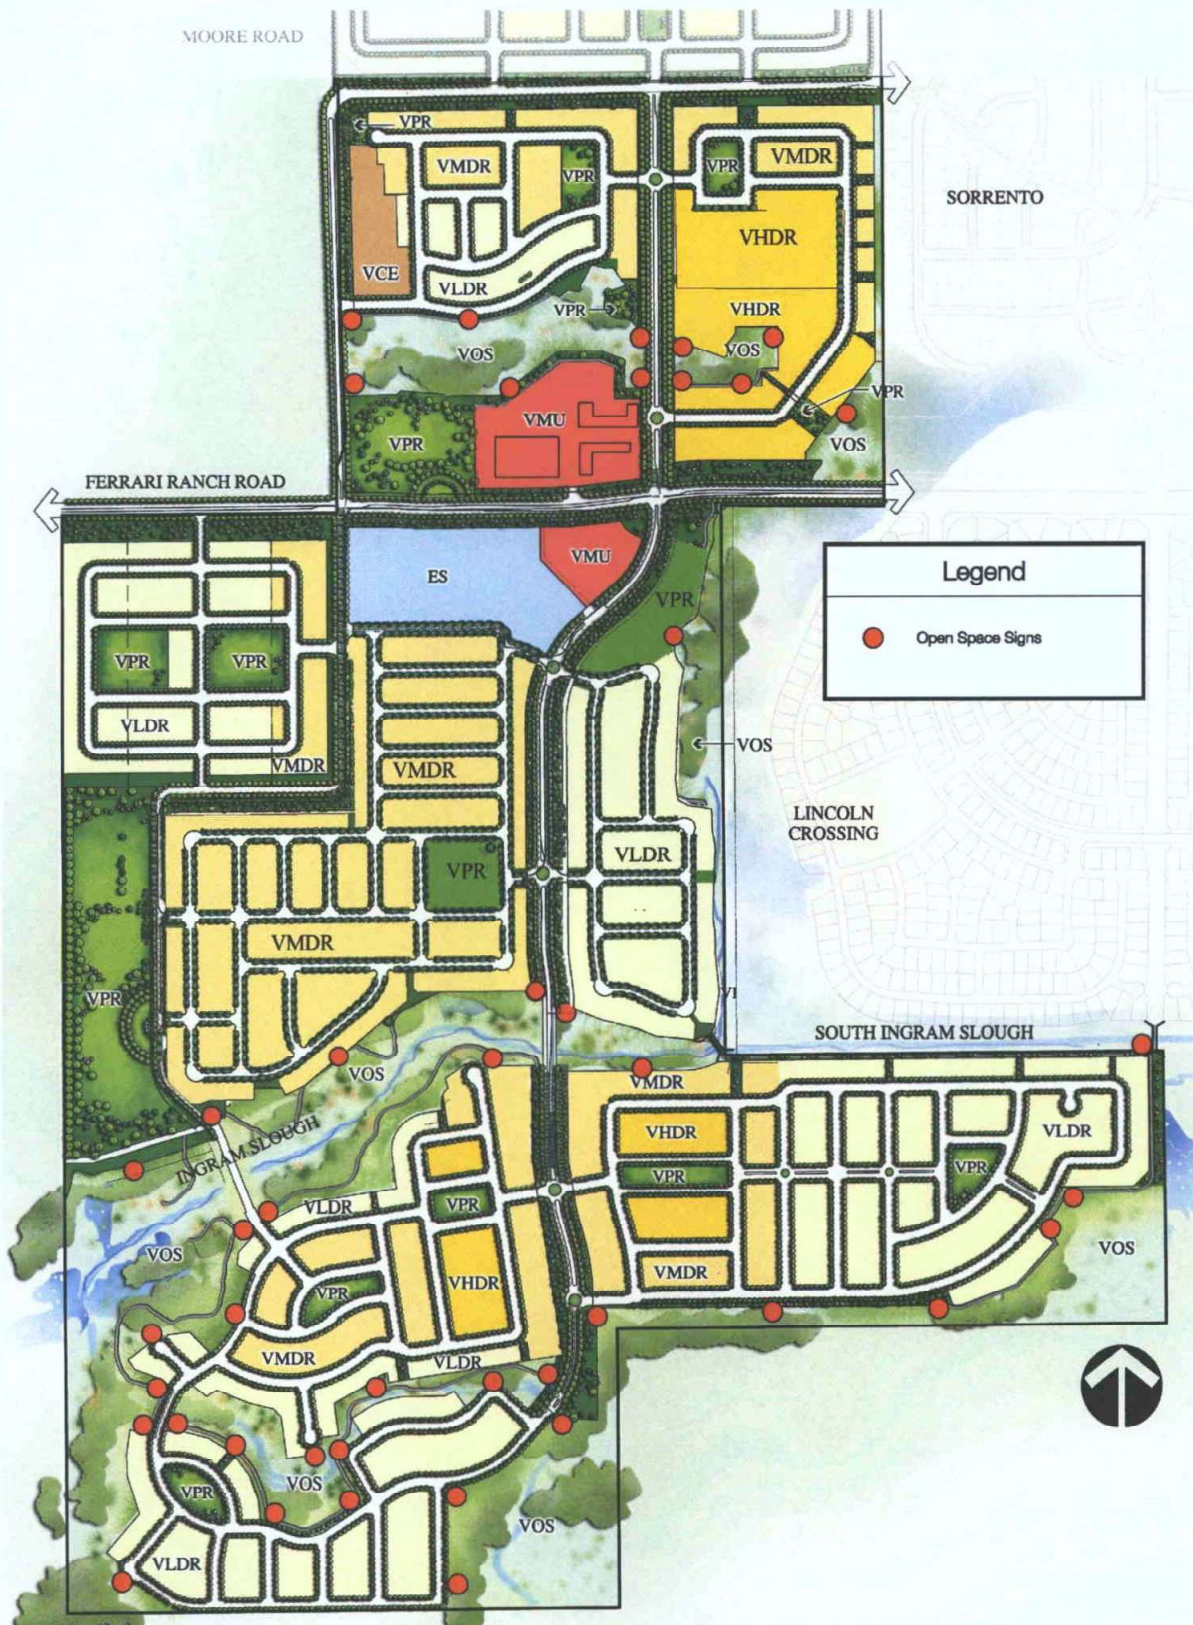 MOORE ROAD
VPR
VMDR
VPR
VPR
VMDR
SORRENTO
VHDR
VCE
VLDR
VPR
VHDR
VOS
VOS
VPR
VMU
VPR
VOS
FERRARI RANCH ROAD
ES
VMU
VPR
Legend
Open Space Signs
VPR
VPR
VLDR
VMDR
VMDR
VOS
LINCOLN
CROSSING
VLDR
VPR
VMDR
VPR
SOUTH INGRAM SLOUGH
VOS
VMDR
INGRAM SLOUGH
VHDR
VLDR
VPR
VPR
VLDR
VPR
VOS
VHDR
VMDR
VOS
VPR
VMDR
VLDR
VOS
VPR
VOS
VLDR